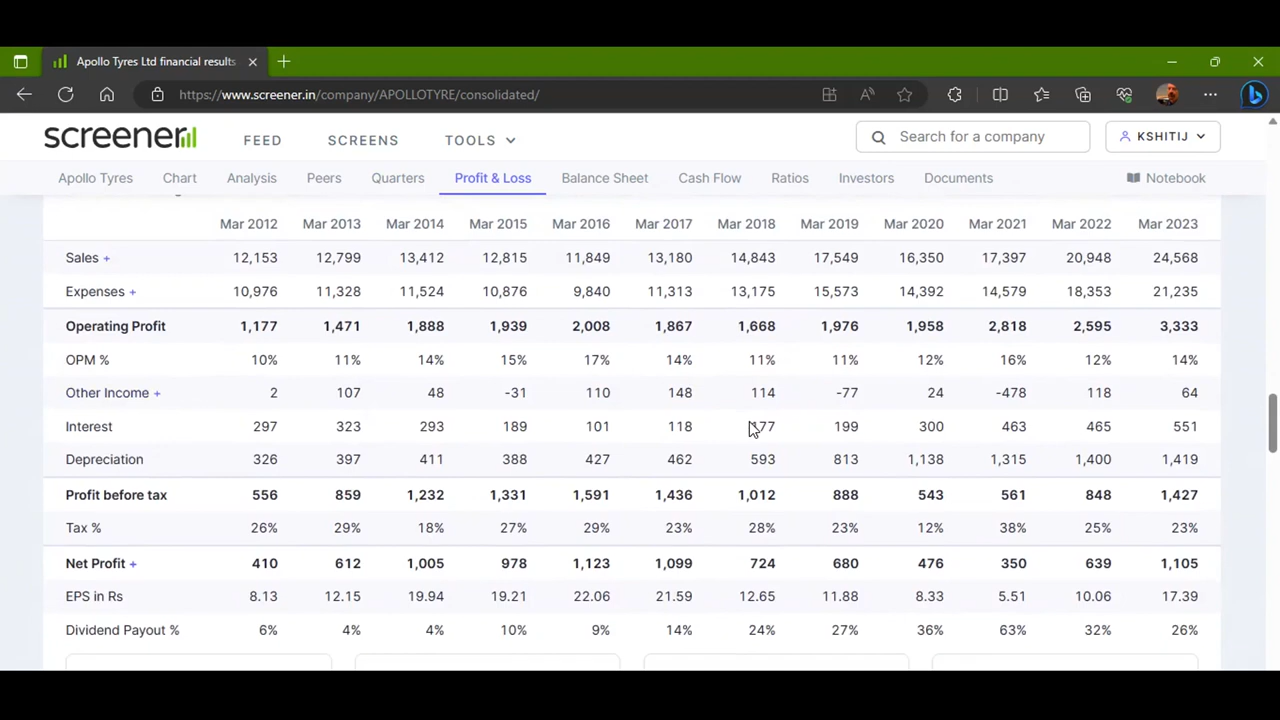 Apollo Tyres Ltd financial results
https://www.screener.in/company/APOLLOTYRE/consolidated/
screener FEED SCREENS TOOLS Search for a company KSHITIJ
Apollo Tyres Chart Analysis Peers Quarters Profit & Loss Balance Sheet Cash Flow Ratios Investors Documents Notebook
Mar 2012 Mar 2013 Mar 2014 Mar 2015 Mar 2016 Mar 2017 Mar 2018 Mar 2019 Mar 2020 Mar 2021 Mar 2022 Mar 2023
Sales + 12,153 12,799 13,412 12,815 11,849 13,180 14,843 17,549 16,350 17,397 20,948 24,568
Expenses + 10,976 11,328 11,524 10,876 9,840 11,313 13,175 15,573 14,392 14,579 18,353 21,235
Operating Profit 1,177 1,471 1,888 1,939 2,008 1,867 1,668 1,976 1,958 2,818 2,595 3,333
OPM % 10% 11% 14% 15% 17% 14% 11% 11% 12% 16% 12% 14%
Other Income + 2 107 48 -31 110 148 114 -77 24 -478 118 64
Interest 297 323 293 189 101 118 199 300 463 465 551
Depreciation 326 397 411 388 427 462 593 813 1,138 1,315 1,400 1,419
Profit before tax 556 859 1,232 1,331 1,591 1,436 1,012 888 543 561 848 1,427
Tax % 26% 29% 18% 27% 29% 23% 28% 23% 12% 38% 25% 23%
Net Profit + 410 612 1,005 978 1,123 1,099 724 680 476 350 639 1,105
EPS in Rs 8.13 12.15 19.94 19.21 22.06 21.59 12.65 11.88 8.33 5.51 10.06 17.39
Dividend Payout % 6% 4% 4% 10% 9% 14% 24% 27% 36% 63% 32% 26%